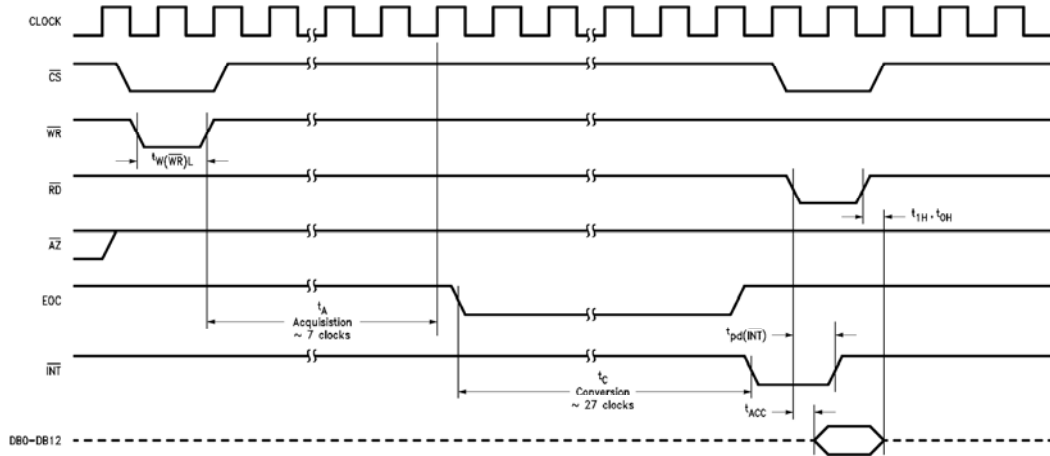 CLOCK
CS
WR
tW(WR)L
RD
t1H, t0H
AZ
EOC
tA
Acquisistion
~ 7 clocks
tpd(INT)
INT
tC
Conversion
~ 27 clocks
tACC
DB0-DB12